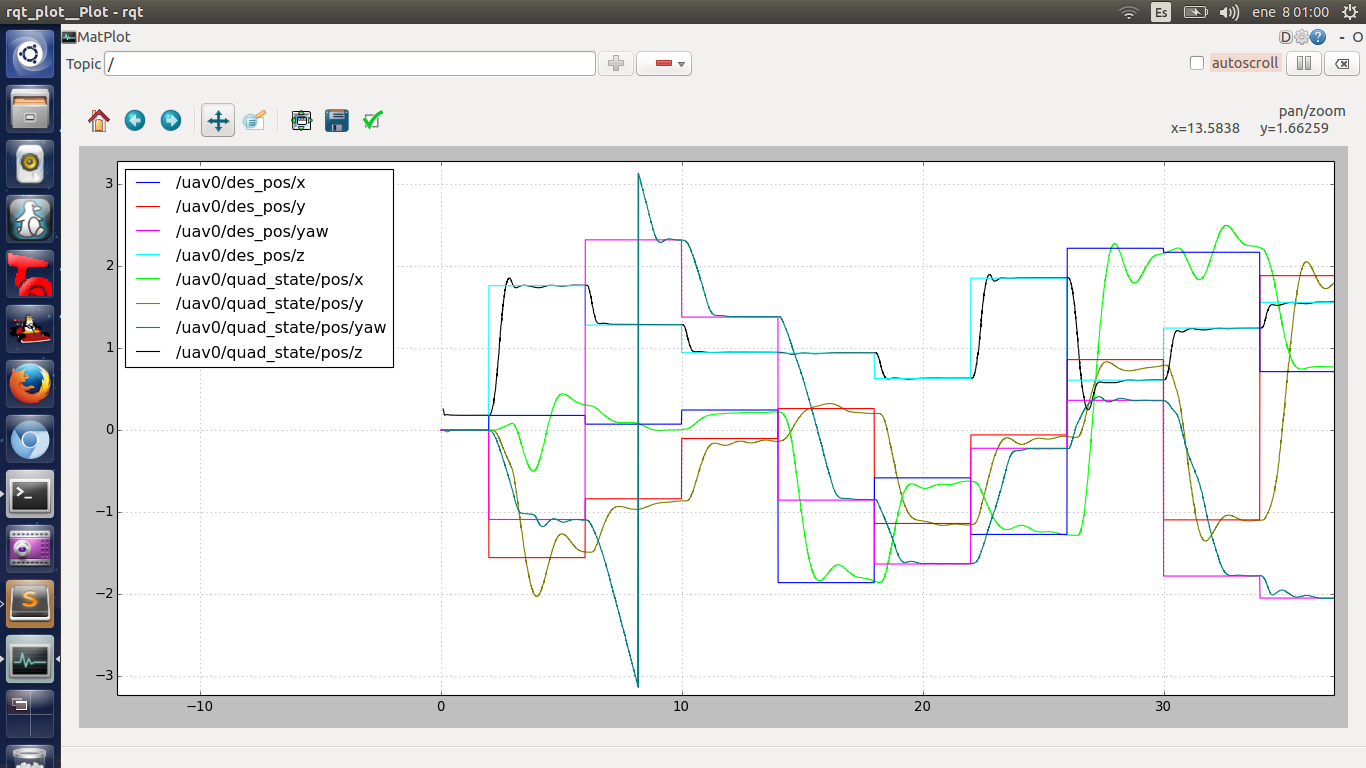 rqt_plot__Plot - rqt
Es
ene 8 01:00
MatPlot
D
- O
Topic /
autoscroll
pan/zoom
x=13.5838 y=1.66259
/uav0/des_pos/x
/uav0/des_pos/y
/uav0/des_pos/yaw
/uav0/des_pos/z
/uav0/quad_state/pos/x
/uav0/quad_state/pos/y
/uav0/quad_state/pos/yaw
/uav0/quad_state/pos/z
3
2
1
0
−1
−2
−3
−10 0 10 20 30